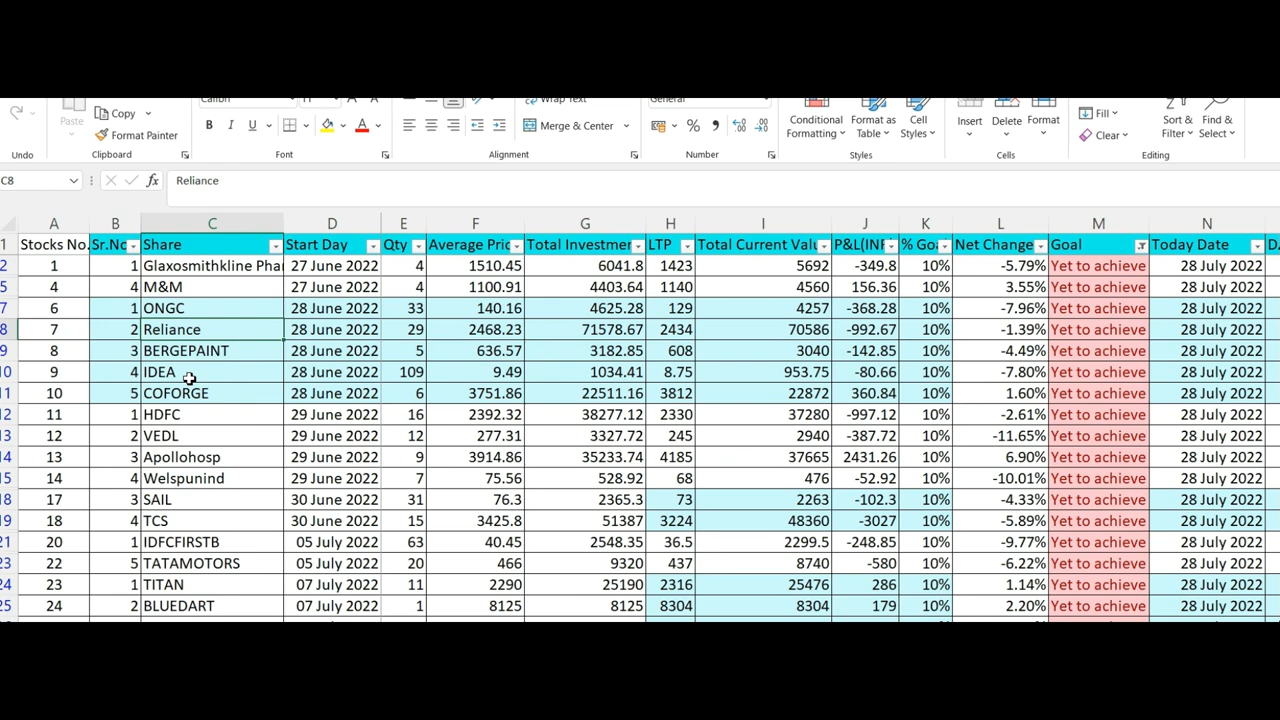 Calibri 11 Wrap Text General
Paste Copy Format Painter B I U A Merge & Center % , Conditional Formatting Format as Table Cell Styles Insert Delete Format Fill Clear Sort & Filter Find & Select
Undo Clipboard Font Alignment Number Styles Cells Editing
C8 fx Reliance
A B C D E F G H I J K L M N
1 Stocks No. Sr.No Share Start Day Qty Average Pric Total Investmen LTP Total Current Valu P&L(INR % Goa Net Change Goal Today Date
2 1 1 Glaxosmithkline Phar 27 June 2022 4 1510.45 6041.8 1423 5692 -349.8 10% -5.79% Yet to achieve 28 July 2022
5 4 4 M&M 27 June 2022 4 1100.91 4403.64 1140 4560 156.36 10% 3.55% Yet to achieve 28 July 2022
7 6 1 ONGC 28 June 2022 33 140.16 4625.28 129 4257 -368.28 10% -7.96% Yet to achieve 28 July 2022
8 7 2 Reliance 28 June 2022 29 2468.23 71578.67 2434 70586 -992.67 10% -1.39% Yet to achieve 28 July 2022
9 8 3 BERGEPAINT 28 June 2022 5 636.57 3182.85 608 3040 -142.85 10% -4.49% Yet to achieve 28 July 2022
10 9 4 IDEA 28 June 2022 109 9.49 1034.41 8.75 953.75 -80.66 10% -7.80% Yet to achieve 28 July 2022
11 10 5 COFORGE 28 June 2022 6 3751.86 22511.16 3812 22872 360.84 10% 1.60% Yet to achieve 28 July 2022
12 11 1 HDFC 29 June 2022 16 2392.32 38277.12 2330 37280 -997.12 10% -2.61% Yet to achieve 28 July 2022
13 12 2 VEDL 29 June 2022 12 277.31 3327.72 245 2940 -387.72 10% -11.65% Yet to achieve 28 July 2022
14 13 3 Apollohosp 29 June 2022 9 3914.86 35233.74 4185 37665 2431.26 10% 6.90% Yet to achieve 28 July 2022
15 14 4 Welspunind 29 June 2022 7 75.56 528.92 68 476 -52.92 10% -10.01% Yet to achieve 28 July 2022
18 17 3 SAIL 30 June 2022 31 76.3 2365.3 73 2263 -102.3 10% -4.33% Yet to achieve 28 July 2022
19 18 4 TCS 30 June 2022 15 3425.8 51387 3224 48360 -3027 10% -5.89% Yet to achieve 28 July 2022
21 20 1 IDFCFIRSTB 05 July 2022 63 40.45 2548.35 36.5 2299.5 -248.85 10% -9.77% Yet to achieve 28 July 2022
23 22 5 TATAMOTORS 05 July 2022 20 466 9320 437 8740 -580 10% -6.22% Yet to achieve 28 July 2022
24 23 1 TITAN 07 July 2022 11 2290 25190 2316 25476 286 10% 1.14% Yet to achieve 28 July 2022
25 24 2 BLUEDART 07 July 2022 1 8125 8125 8304 8304 179 10% 2.20% Yet to achieve 28 July 2022